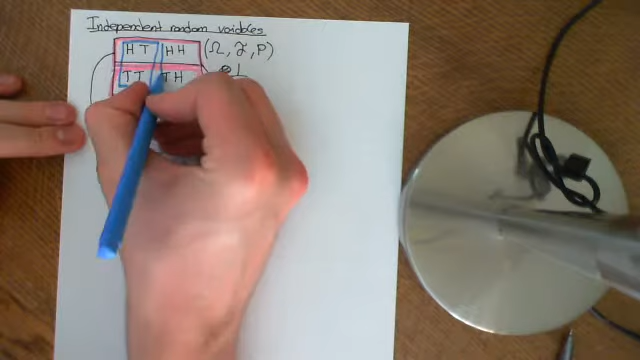 Independent random variables
HT HH (Ω, ℱ, P)
TT TH